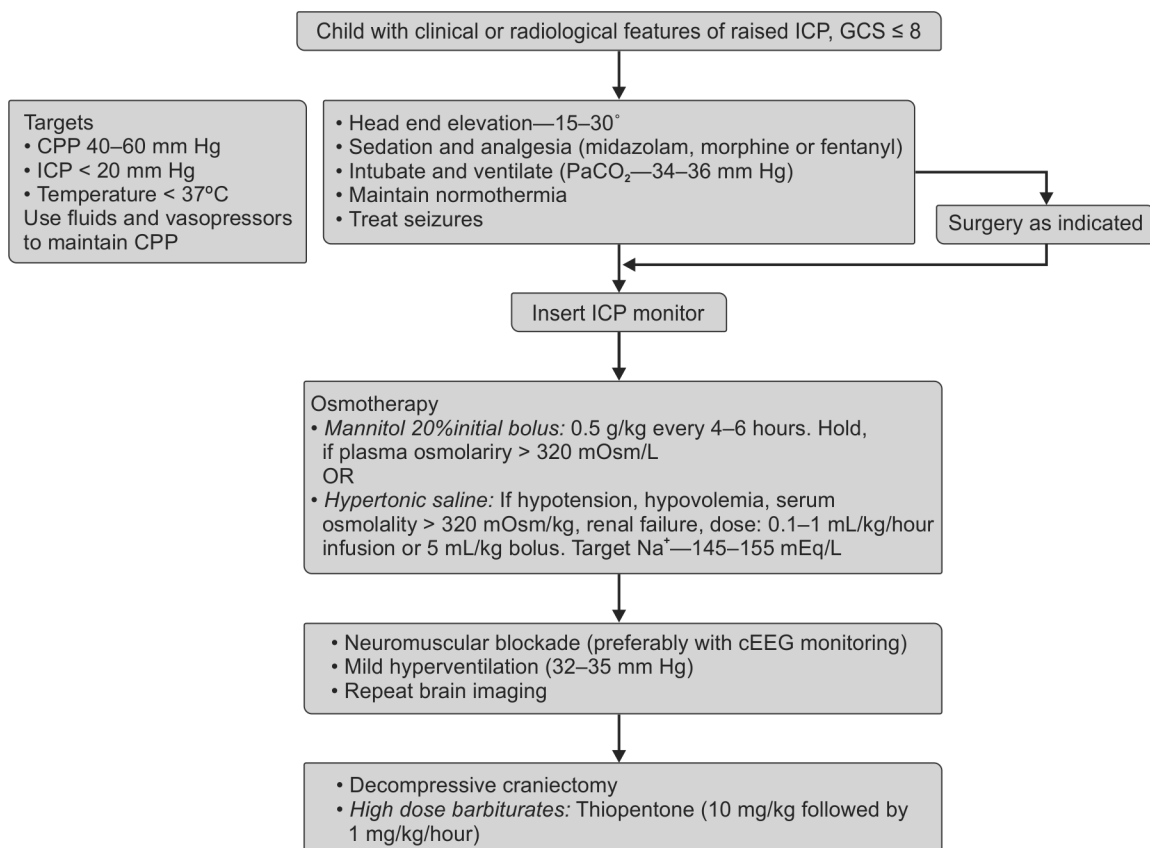 Child with clinical or radiological features of raised ICP, GCS ≤ 8
Targets
• CPP 40–60 mm Hg
• ICP < 20 mm Hg
• Temperature < 37ºC
Use fluids and vasopressors
to maintain CPP
• Head end elevation—15–30˚
• Sedation and analgesia (midazolam, morphine or fentanyl)
• Intubate and ventilate (PaCO₂—34–36 mm Hg)
• Maintain normothermia
• Treat seizures
Surgery as indicated
Insert ICP monitor
Osmotherapy
• Mannitol 20%initial bolus: 0.5 g/kg every 4–6 hours. Hold,
if plasma osmolariry > 320 mOsm/L
OR
• Hypertonic saline: If hypotension, hypovolemia, serum
osmolality > 320 mOsm/kg, renal failure, dose: 0.1–1 mL/kg/hour
infusion or 5 mL/kg bolus. Target Na⁺—145–155 mEq/L
• Neuromuscular blockade (preferably with cEEG monitoring)
• Mild hyperventilation (32–35 mm Hg)
• Repeat brain imaging
• Decompressive craniectomy
• High dose barbiturates: Thiopentone (10 mg/kg followed by
1 mg/kg/hour)